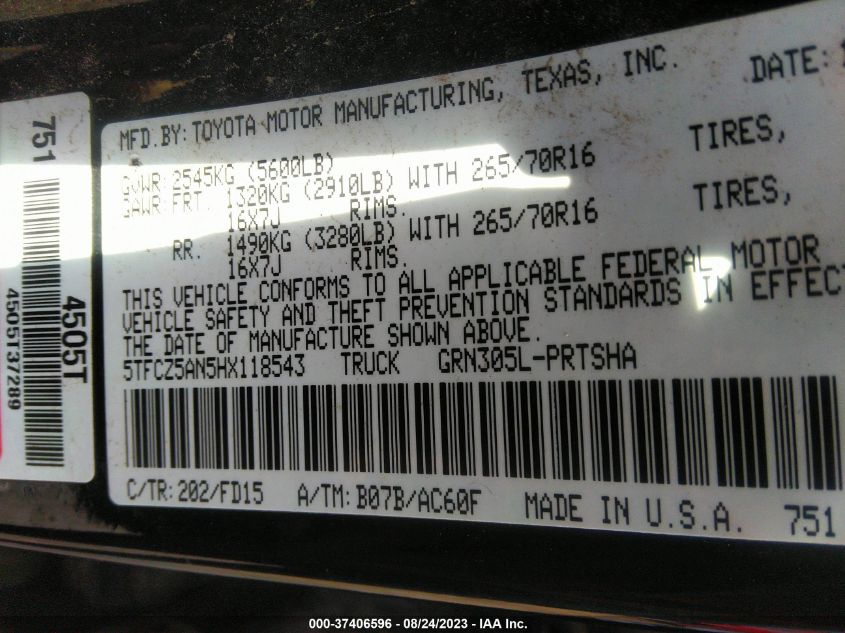 MFD.BY: TOYOTA MOTOR MANUFACTURING, TEXAS, INC. DATE:
GVWR: 2545KG (5600LB)
GAWR: FRT. 1320KG (2910LB) WITH 265/70R16 TIRES,
16X7J RIMS.
RR. 1490KG (3280LB) WITH 265/70R16 TIRES,
16X7J RIMS.
THIS VEHICLE CONFORMS TO ALL APPLICABLE FEDERAL MOTOR
VEHICLE SAFETY AND THEFT PREVENTION STANDARDS IN EFFECT
THE DATE OF MANUFACTURE SHOWN ABOVE.
5TFCZ5AN5HX118543 TRUCK GRN305L-PRTSHA
C/TR: 202/FD15 A/TM: B07B/AC60F MADE IN U.S.A. 751
751 4505T
4505T37289
000-37406596 - 08/24/2023 - IAA Inc.